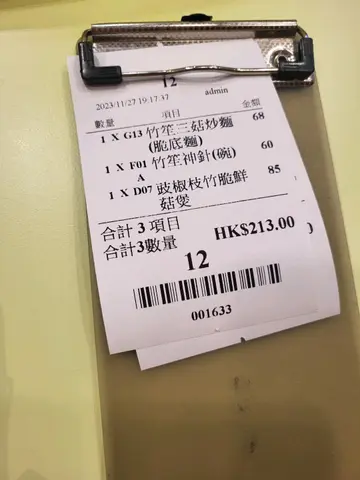 12
2023/11/27 19:17:37 admin
數量 項目 金額
1 X G13 竹笙三菇炒麵 68
(脆底麵)
1 X F01 竹笙神針(碗) 60
A
1 X D07 豉椒枝竹脆鮮 85
菇煲
合計 3 項目 HK$213.00
合計3數量
12
001633